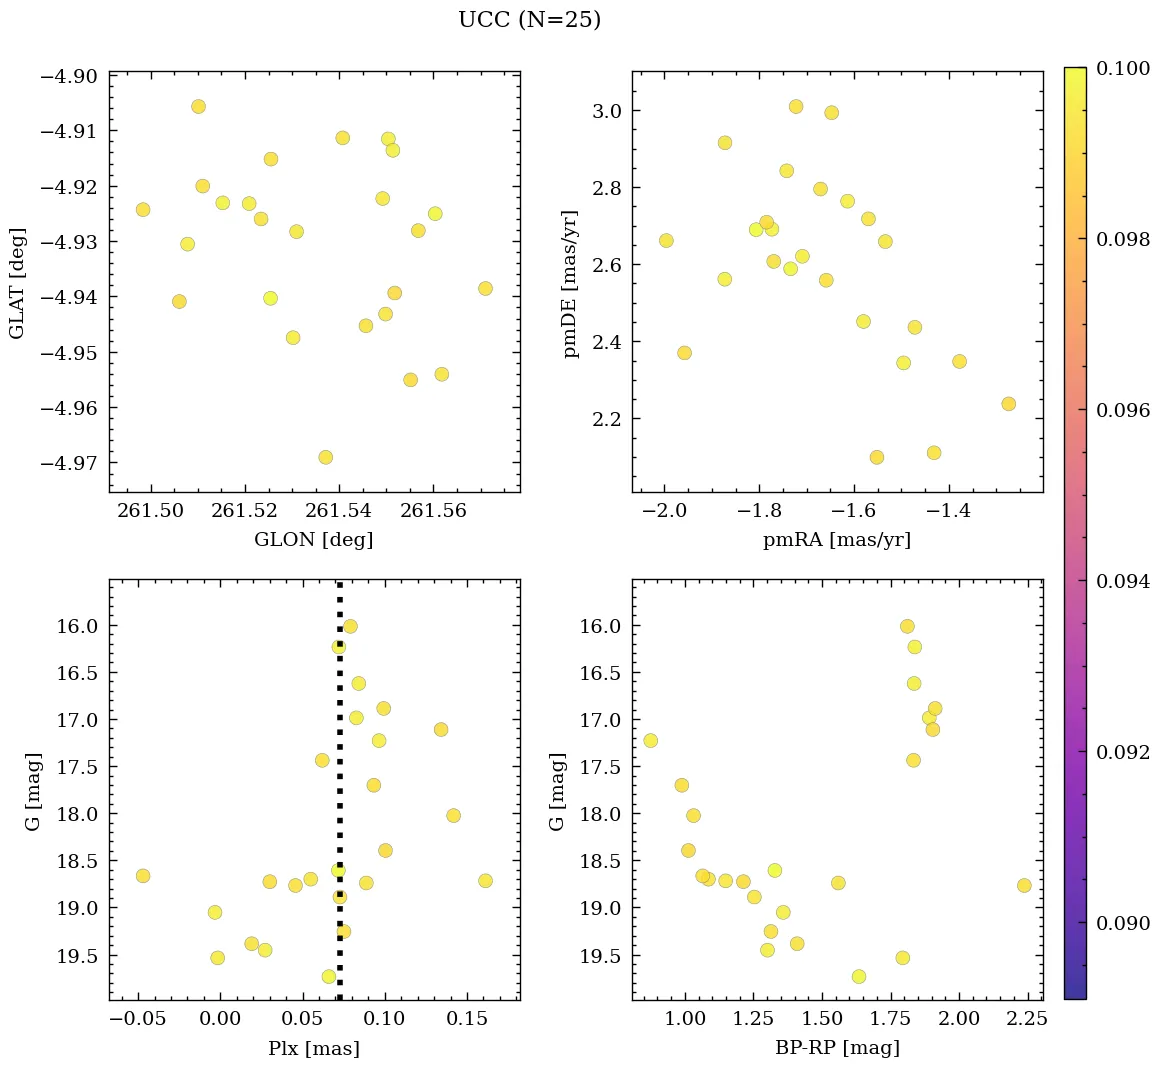 UCC (N=25)
−4.90
−4.91
−4.92
−4.93
−4.94
−4.95
−4.96
−4.97
GLAT [deg]
261.50 261.52 261.54 261.56
GLON [deg]
3.0
2.8
2.6
2.4
2.2
pmDE [mas/yr]
−2.0 −1.8 −1.6 −1.4
pmRA [mas/yr]
16.0
16.5
17.0
17.5
18.0
18.5
19.0
19.5
G [mag]
−0.05 0.00 0.05 0.10 0.15
Plx [mas]
16.0
16.5
17.0
17.5
18.0
18.5
19.0
19.5
G [mag]
1.00 1.25 1.50 1.75 2.00 2.25
BP-RP [mag]
0.100
0.098
0.096
0.094
0.092
0.090